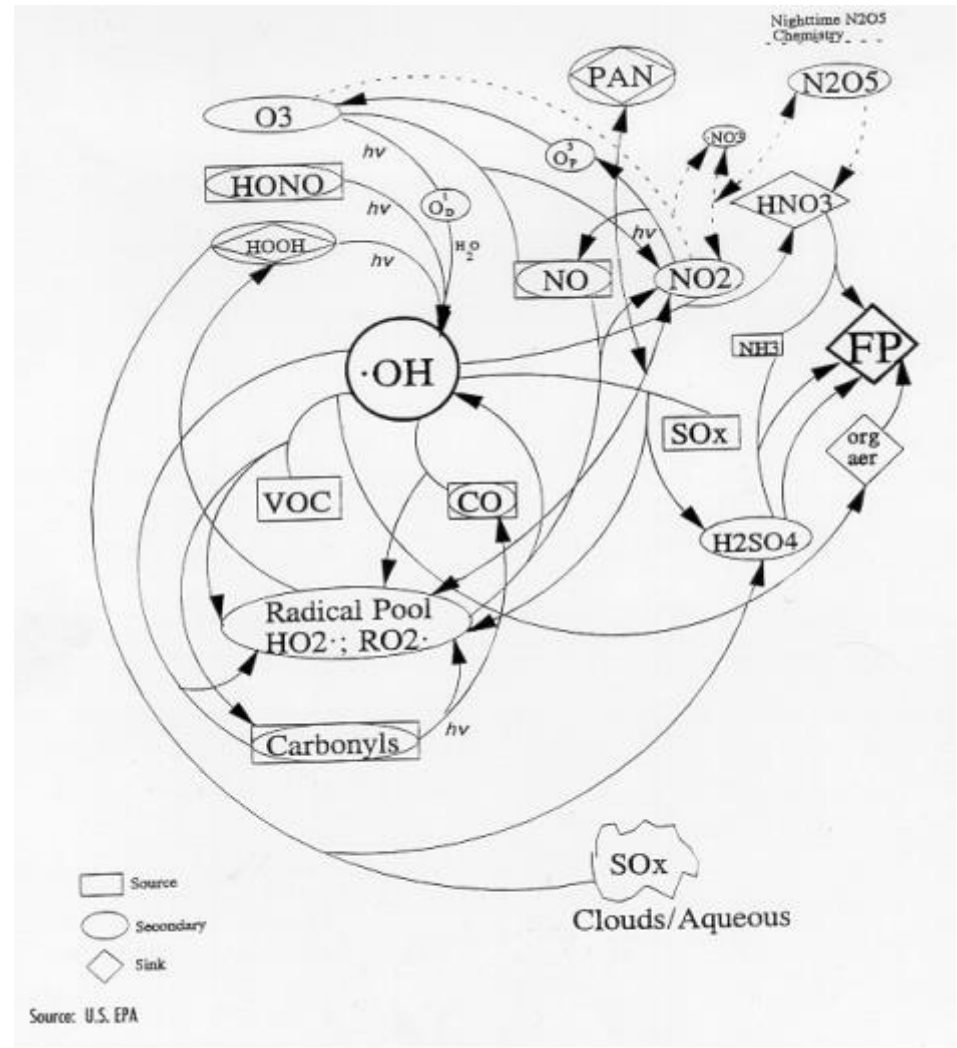 Nighttime N2O5
Chemistry
PAN
N2O5
O3
·NO3
O3P
hν
HONO
HNO3
O1D
hν
HOOH
H2O
hν
hν
NO
NO2
NH3
FP
·OH
SOx
org
aer
VOC
CO
H2SO4
Radical Pool
HO2·; RO2·
Carbonyls
hν
SOx
Clouds/Aqueous
Source
Secondary
Sink
Source: U.S. EPA